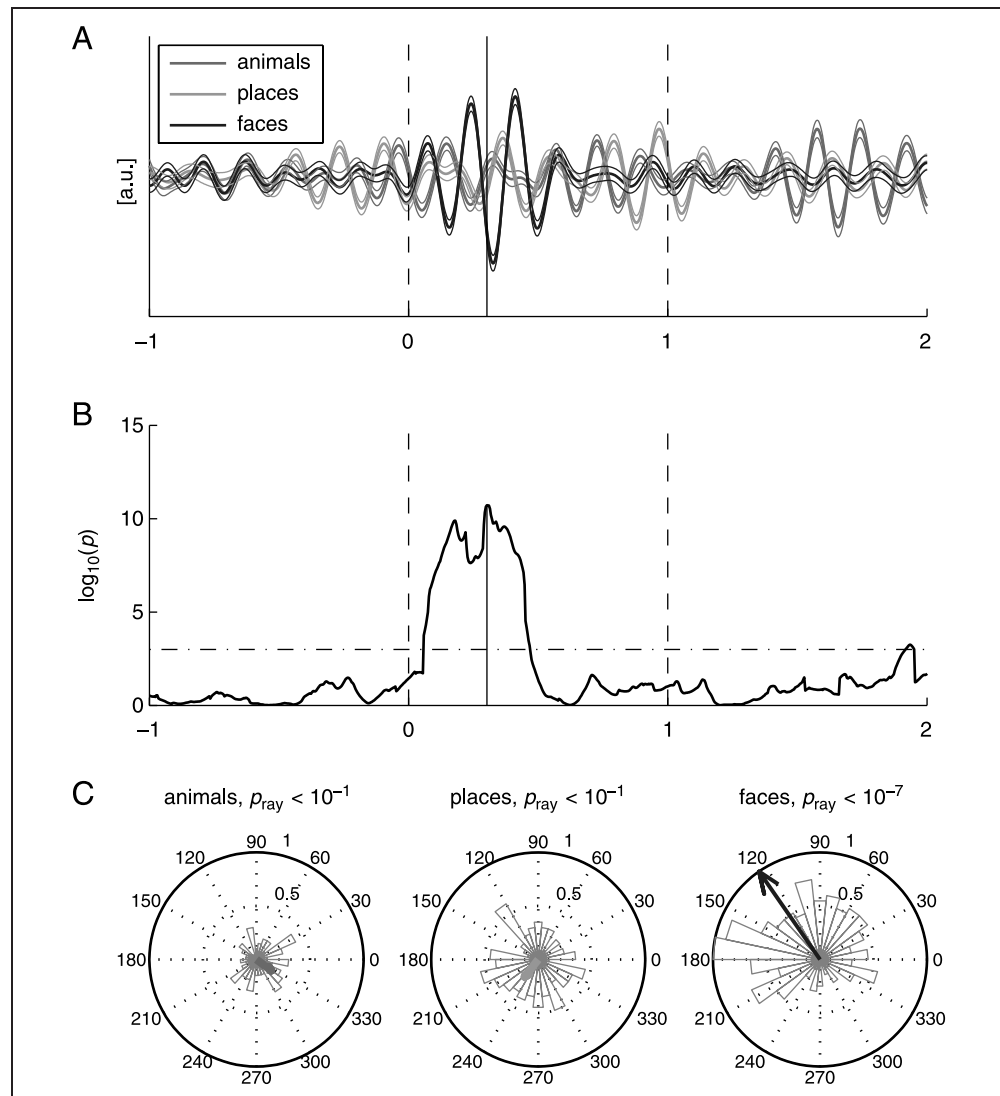 A
animals
places
faces
[a.u.]
−1 0 1 2
B
15
10
5
0
log10(p)
−1 0 1 2
C
animals, pray < 10−1 places, pray < 10−1 faces, pray < 10−7
90 1 90 1 90 1
120 60 120 60 120 60
0.5 0.5 0.5
150 30 150 30 150 30
180 0 180 0 180 0
210 330 210 330 210 330
240 300 240 300 240 300
270 270 270